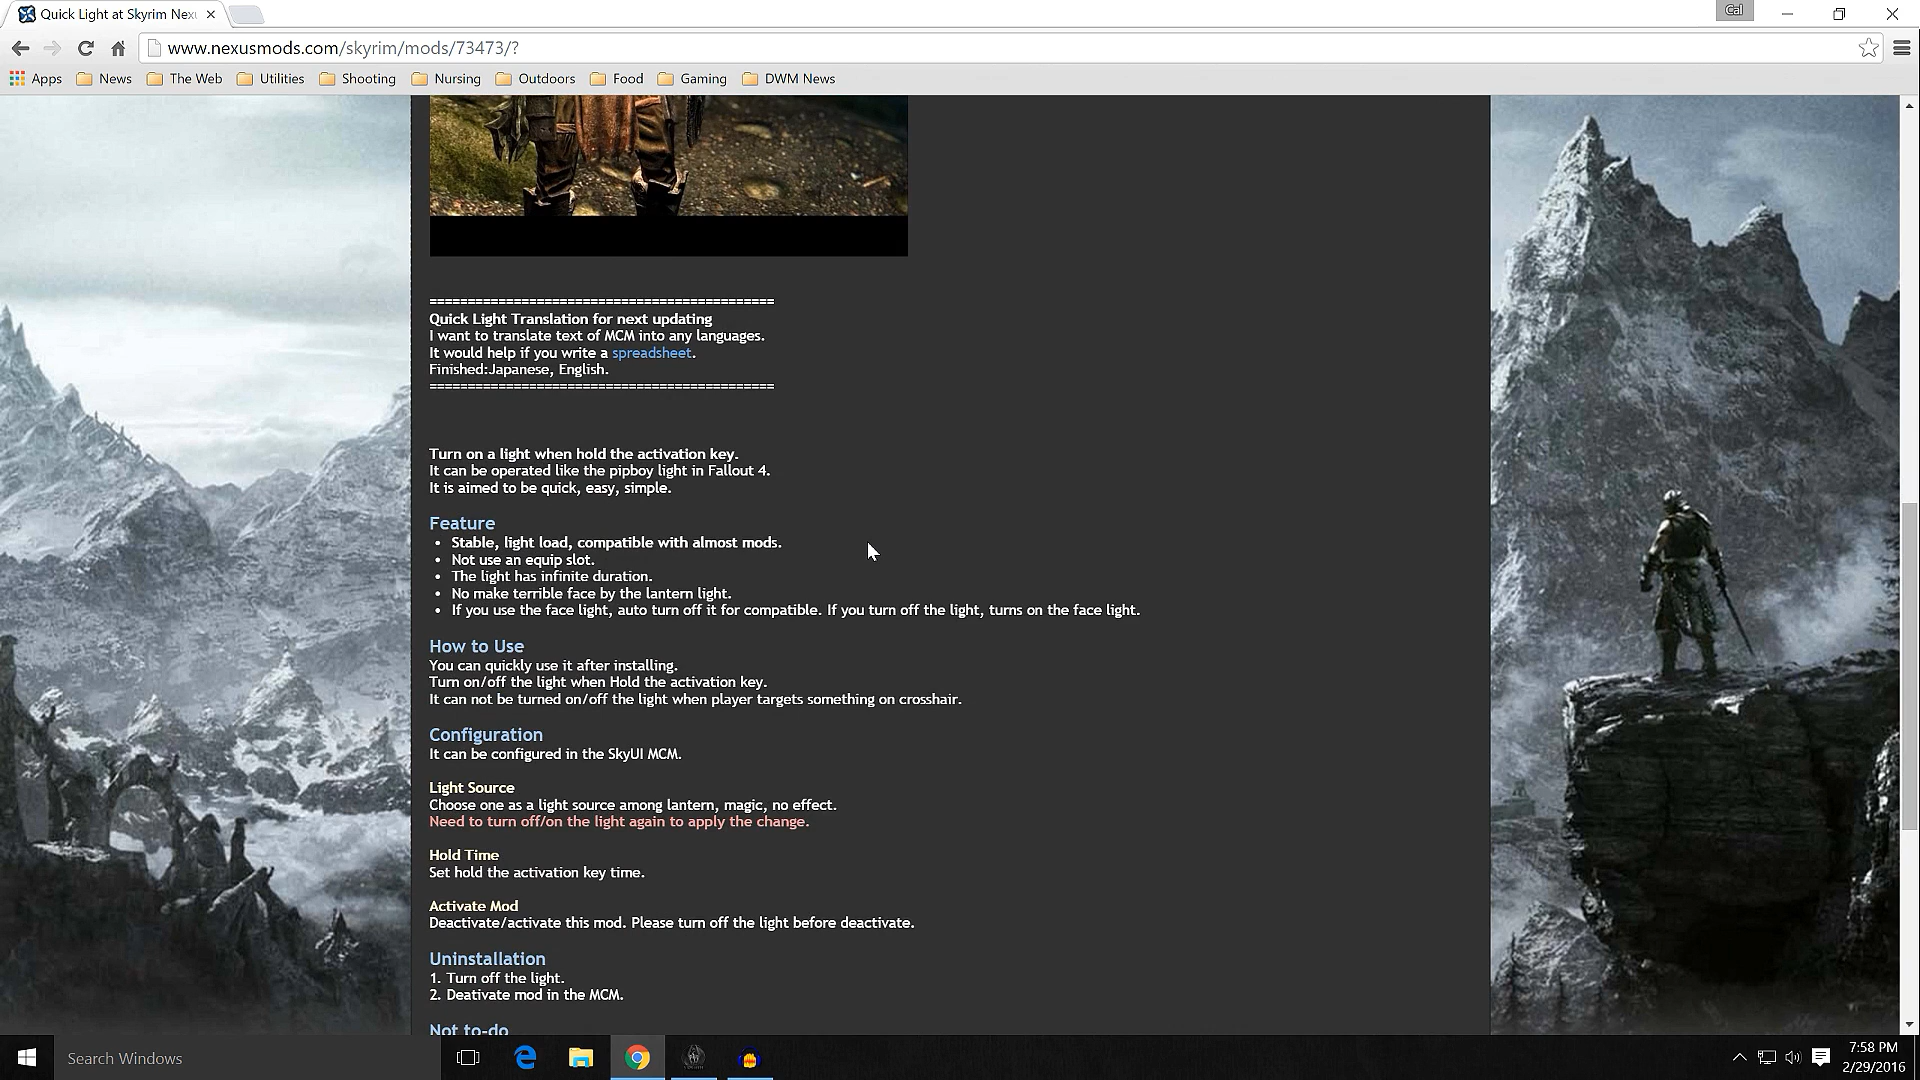 Quick Light at Skyrim Nexu
Cal
www.nexusmods.com/skyrim/mods/73473/?
Apps News The Web Utilities Shooting Nursing Outdoors Food Gaming DWM News
=============================================
Quick Light Translation for next updating
I want to translate text of MCM into any languages.
It would help if you write a spreadsheet.
Finished:Japanese, English.
=============================================
Turn on a light when hold the activation key.
It can be operated like the pipboy light in Fallout 4.
It is aimed to be quick, easy, simple.
Feature
• Stable, light load, compatible with almost mods.
• Not use an equip slot.
• The light has infinite duration.
• No make terrible face by the lantern light.
• If you use the face light, auto turn off it for compatible. If you turn off the light, turns on the face light.
How to Use
You can quickly use it after installing.
Turn on/off the light when Hold the activation key.
It can not be turned on/off the light when player targets something on crosshair.
Configuration
It can be configured in the SkyUI MCM.
Light Source
Choose one as a light source among lantern, magic, no effect.
Need to turn off/on the light again to apply the change.
Hold Time
Set hold the activation key time.
Activate Mod
Deactivate/activate this mod. Please turn off the light before deactivate.
Uninstallation
1. Turn off the light.
2. Deativate mod in the MCM.
Not to-do
Search Windows
7:58 PM
2/29/2016